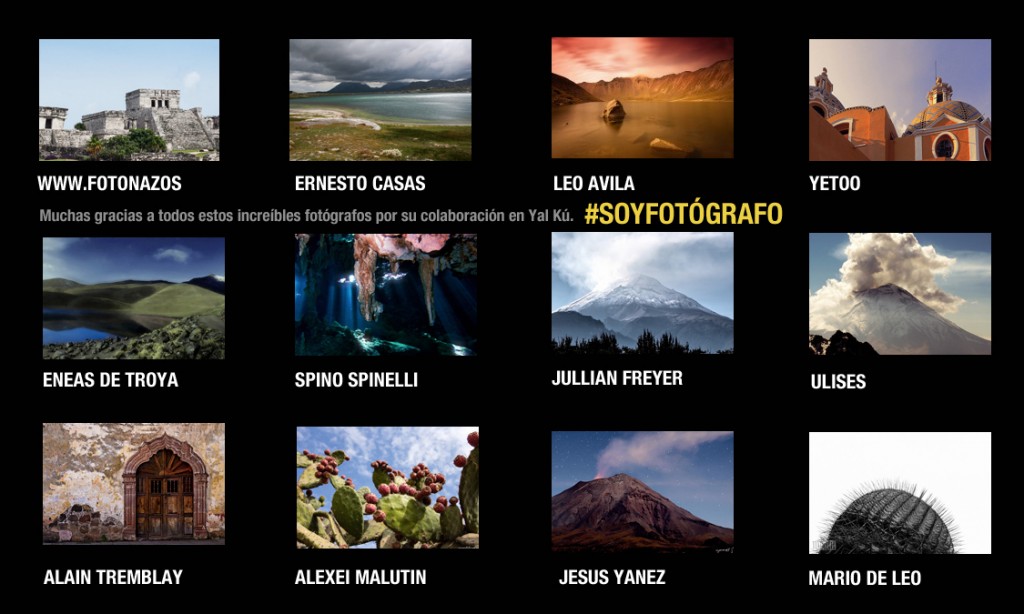 WWW.FOTONAZOS
ERNESTO CASAS
LEO AVILA
YETOO
Muchas gracias a todos estos increíbles fotógrafos por su colaboración en Yal Kú. #SOYFOTÓGRAFO
ENEAS DE TROYA
SPINO SPINELLI
JULLIAN FREYER
ULISES
ALAIN TREMBLAY
ALEXEI MALUTIN
JESUS YANEZ
MARIO DE LEO